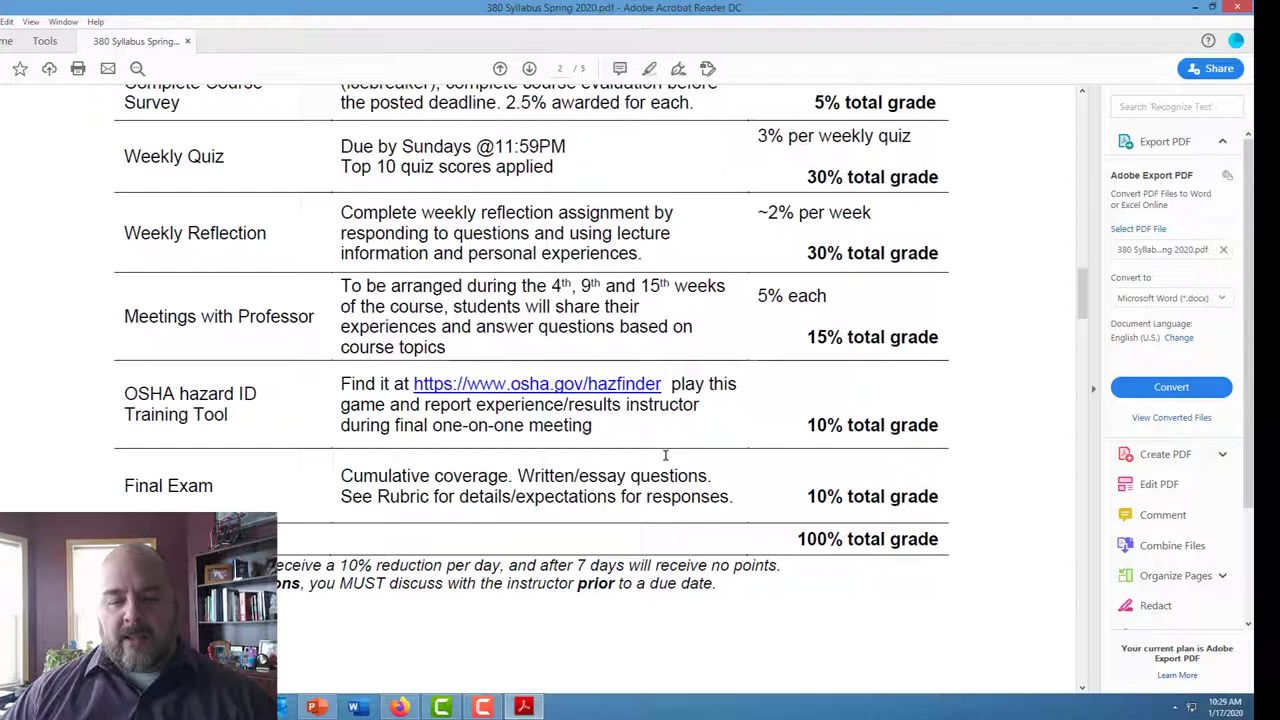 380 Syllabus Spring 2020.pdf - Adobe Acrobat Reader DC
Edit View Window Help
me Tools 380 Syllabus Spring... ×
2 / 5
Share
Complete Course (Icebreaker), complete course evaluation before
Survey the posted deadline. 2.5% awarded for each. 5% total grade
Weekly Quiz
Due by Sundays @11:59PM
Top 10 quiz scores applied
3% per weekly quiz
30% total grade
Weekly Reflection
Complete weekly reflection assignment by
responding to questions and using lecture
information and personal experiences.
~2% per week
30% total grade
Meetings with Professor
To be arranged during the 4th, 9th and 15th weeks
of the course, students will share their
experiences and answer questions based on
course topics
5% each
15% total grade
OSHA hazard ID
Training Tool
Find it at https://www.osha.gov/hazfinder play this
game and report experience/results instructor
during final one-on-one meeting
10% total grade
Final Exam
Cumulative coverage. Written/essay questions.
See Rubric for details/expectations for responses.
10% total grade
100% total grade
eceive a 10% reduction per day, and after 7 days will receive no points.
ons, you MUST discuss with the instructor prior to a due date.
Search 'Recognize Text'
Export PDF
Adobe Export PDF
Convert PDF Files to Word
or Excel Online
Select PDF File
380 Syllab...ng 2020.pdf ×
Convert to
Microsoft Word (*.docx)
Document Language:
English (U.S.) Change
Convert
View Converted Files
Create PDF
Edit PDF
Comment
Combine Files
Organize Pages
Redact
Your current plan is Adobe
Export PDF
Learn More
10:29 AM
1/17/2020